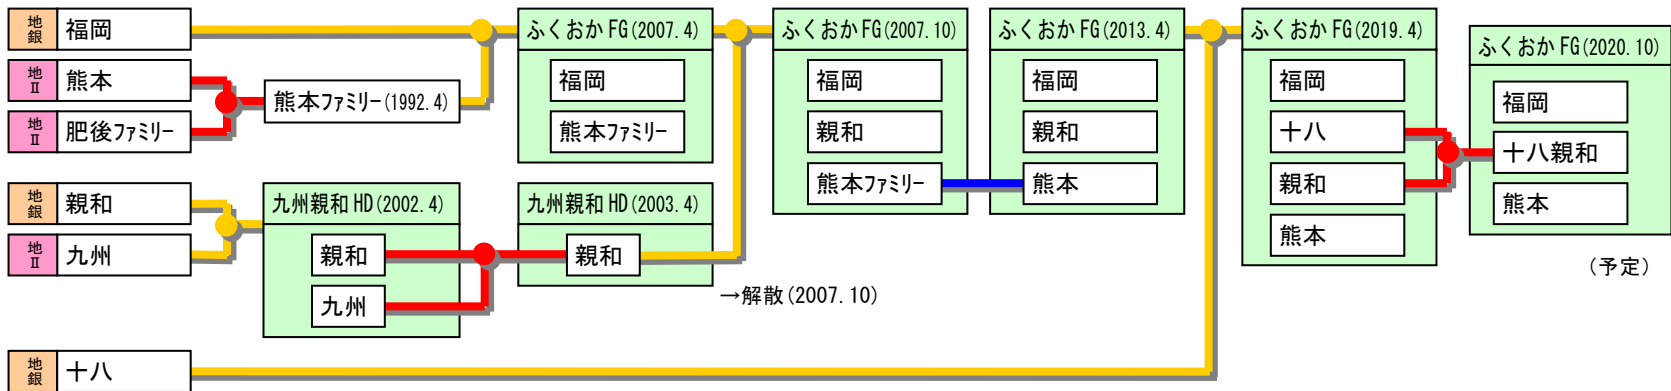 地銀 福岡
地Ⅱ 熊本
地Ⅱ 肥後ファミリー
熊本ファミリー(1992.4)
ふくおかFG(2007.4)
福岡
熊本ファミリー
地銀 親和
地Ⅱ 九州
九州親和HD(2002.4)
親和
九州
九州親和HD(2003.4)
親和
→解散(2007.10)
ふくおかFG(2007.10)
福岡
親和
熊本ファミリー
ふくおかFG(2013.4)
福岡
親和
熊本
地銀 十八
ふくおかFG(2019.4)
福岡
十八
親和
熊本
ふくおかFG(2020.10)
福岡
十八親和
熊本
(予定)